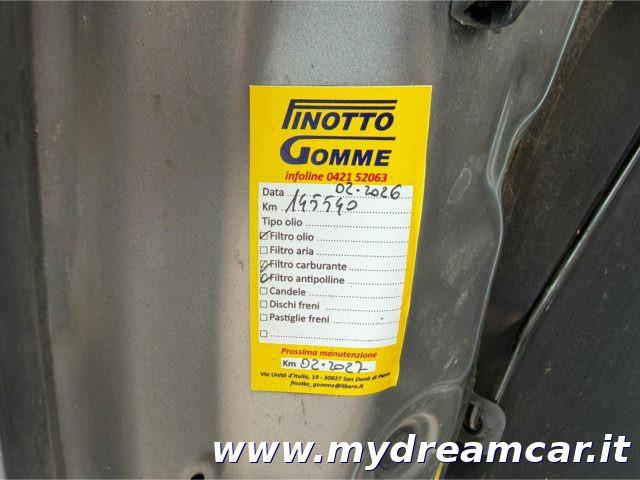 FINOTTO
GOMME
infoline 0421 52063
Data 02-2026
Km 145540
Tipo olio
Filtro olio
Filtro aria
Filtro carburante
Filtro antipolline
Candele
Dischi freni
Pastiglie freni
Prossima manutenzione
Km 02-2027
Via Unità d'Italia, 19 - 30027 San Donà di Piave
finotto_gomme@libero.it
www.mydreamcar.it